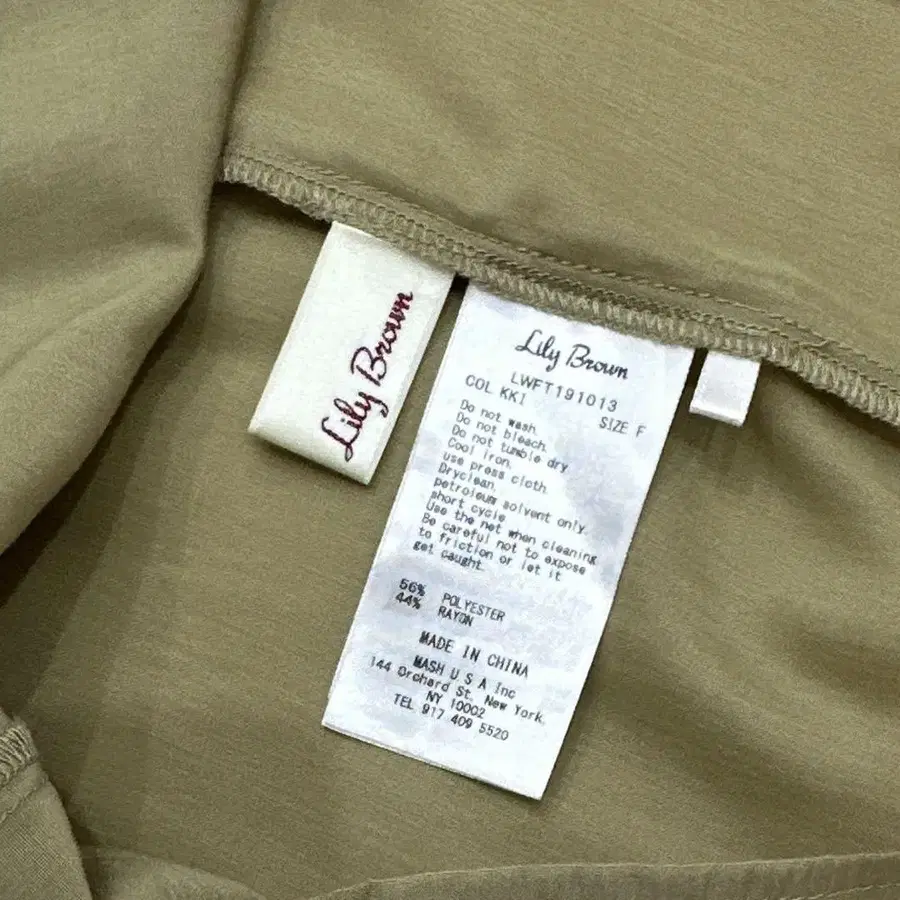 Lily Brown
Lily Brown
LWFT191013
COL KKI
SIZE F
Do not wash.
Do not bleach.
Do not tumble dry.
Cool iron.
use press cloth.
Dryclean.
petroleum solvent only.
short cycle
Use the net when cleaning
Be careful not to expose
to friction or let it
get caught.
56% POLYESTER
44% RAYON
MADE IN CHINA
MASH U S A Inc
144 Orchard St. New York,
NY 10002
TEL 917 409 5520